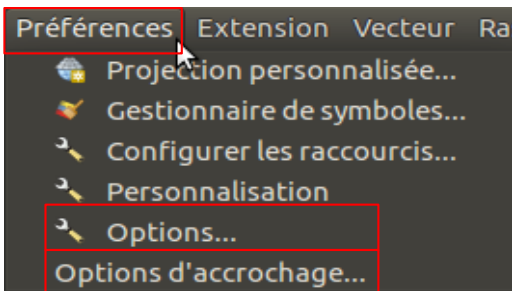 Préférences Extension Vecteur Ra
Projection personnalisée...
Gestionnaire de symboles...
Configurer les raccourcis...
Personnalisation
Options...
Options d'accrochage...